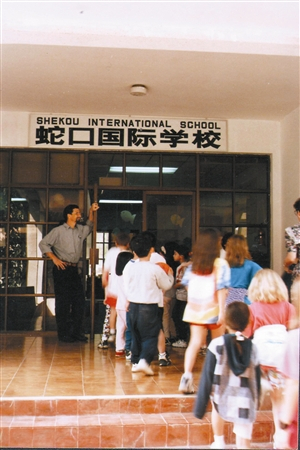 SHEKOU INTERNATIONAL SCHOOL
蛇口国际学校